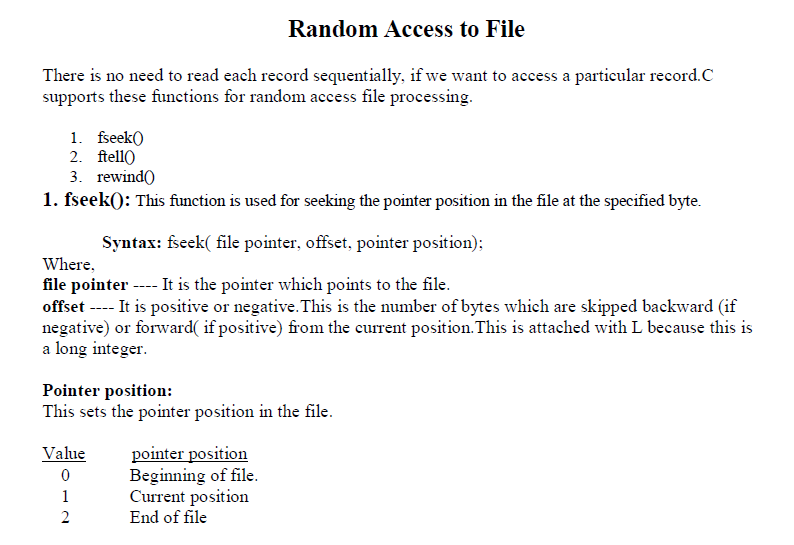 Random Access to File
There is no need to read each record sequentially, if we want to access a particular record.C
supports these functions for random access file processing.
1. fseek()
2. ftell()
3. rewind()
1. fseek(): This function is used for seeking the pointer position in the file at the specified byte.
Syntax: fseek( file pointer, offset, pointer position);
Where,
file pointer ---- It is the pointer which points to the file.
offset ---- It is positive or negative.This is the number of bytes which are skipped backward (if
negative) or forward( if positive) from the current position.This is attached with L because this is
a long integer.
Pointer position:
This sets the pointer position in the file.
Value pointer position
0 Beginning of file.
1 Current position
2 End of file